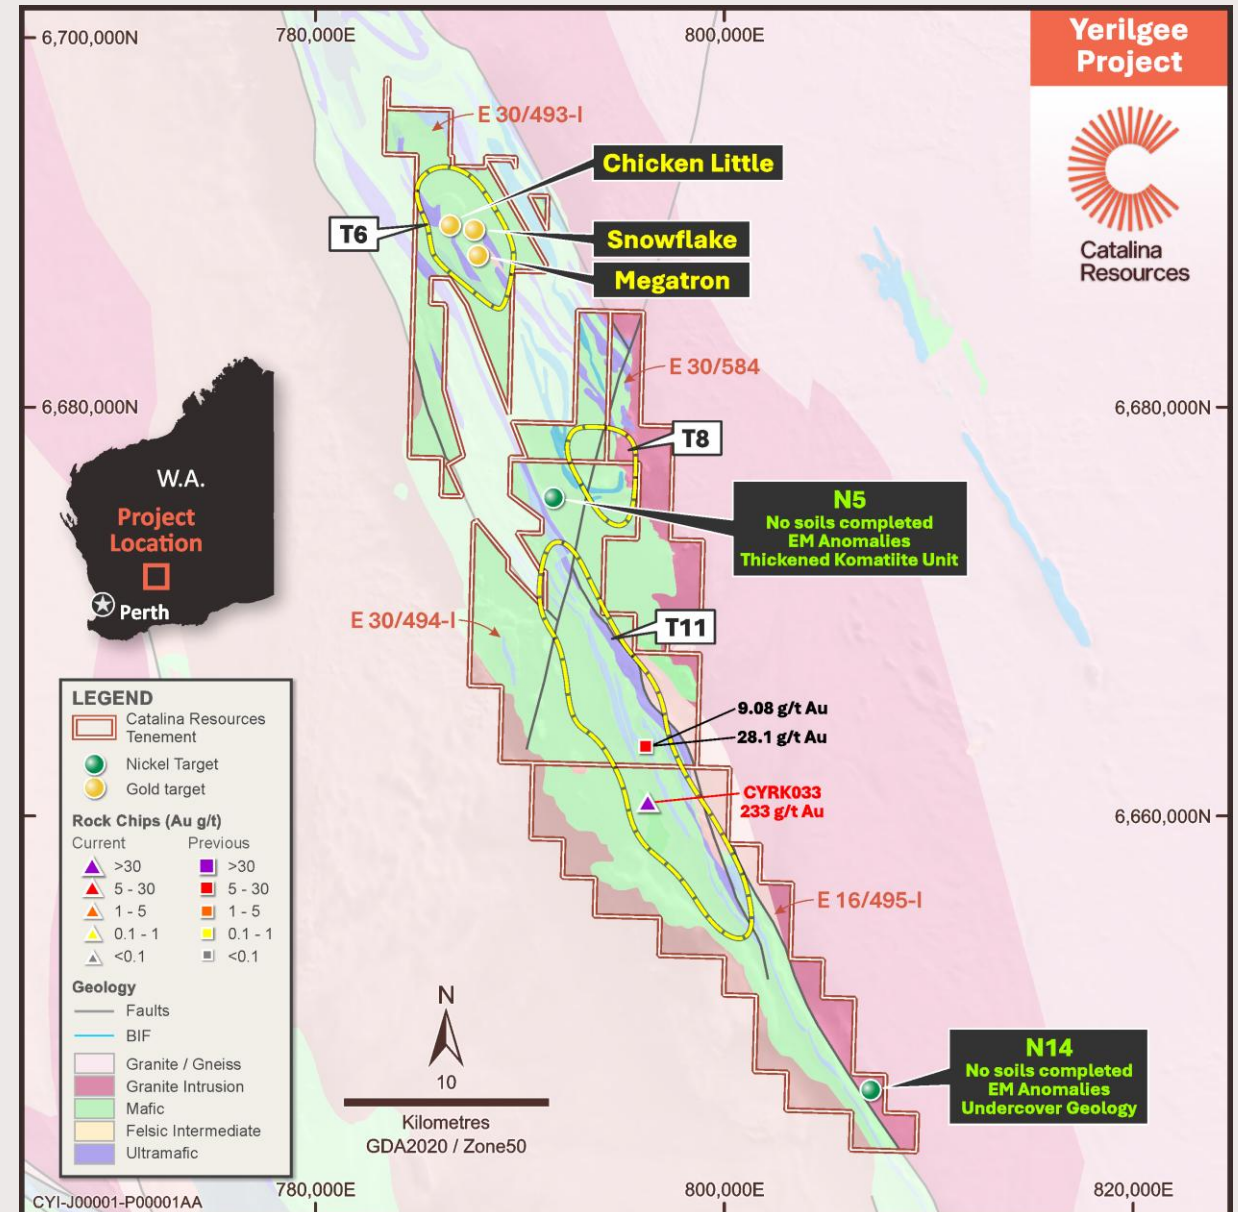 Yerilgee
Project
Catalina
Resources
780,000E
800,000E
6,700,000N
E 30/493-I
Chicken Little
T6
Snowflake
Megatron
E 30/584
6,680,000N
6,680,000N
T8
W.A.
Project
Location
Perth
N5
No soils completed
EM Anomalies
Thickened Komatiite Unit
E 30/494-I
T11
9.08 g/t Au
28.1 g/t Au
CYRK033
233 g/t Au
6,660,000N
E 16/495-I
LEGEND
Catalina Resources
Tenement
Nickel Target
Gold target
Rock Chips (Au g/t)
Current Previous
>30 >30
5 - 30 5 - 30
1 - 5 1 - 5
0.1 - 1 0.1 - 1
<0.1 <0.1
Geology
Faults
BIF
Granite / Gneiss
Granite Intrusion
Mafic
Felsic Intermediate
Ultramafic
N
10
Kilometres
GDA2020 / Zone50
N14
No soils completed
EM Anomalies
Undercover Geology
CYI-J00001-P00001AA
780,000E
800,000E
820,000E